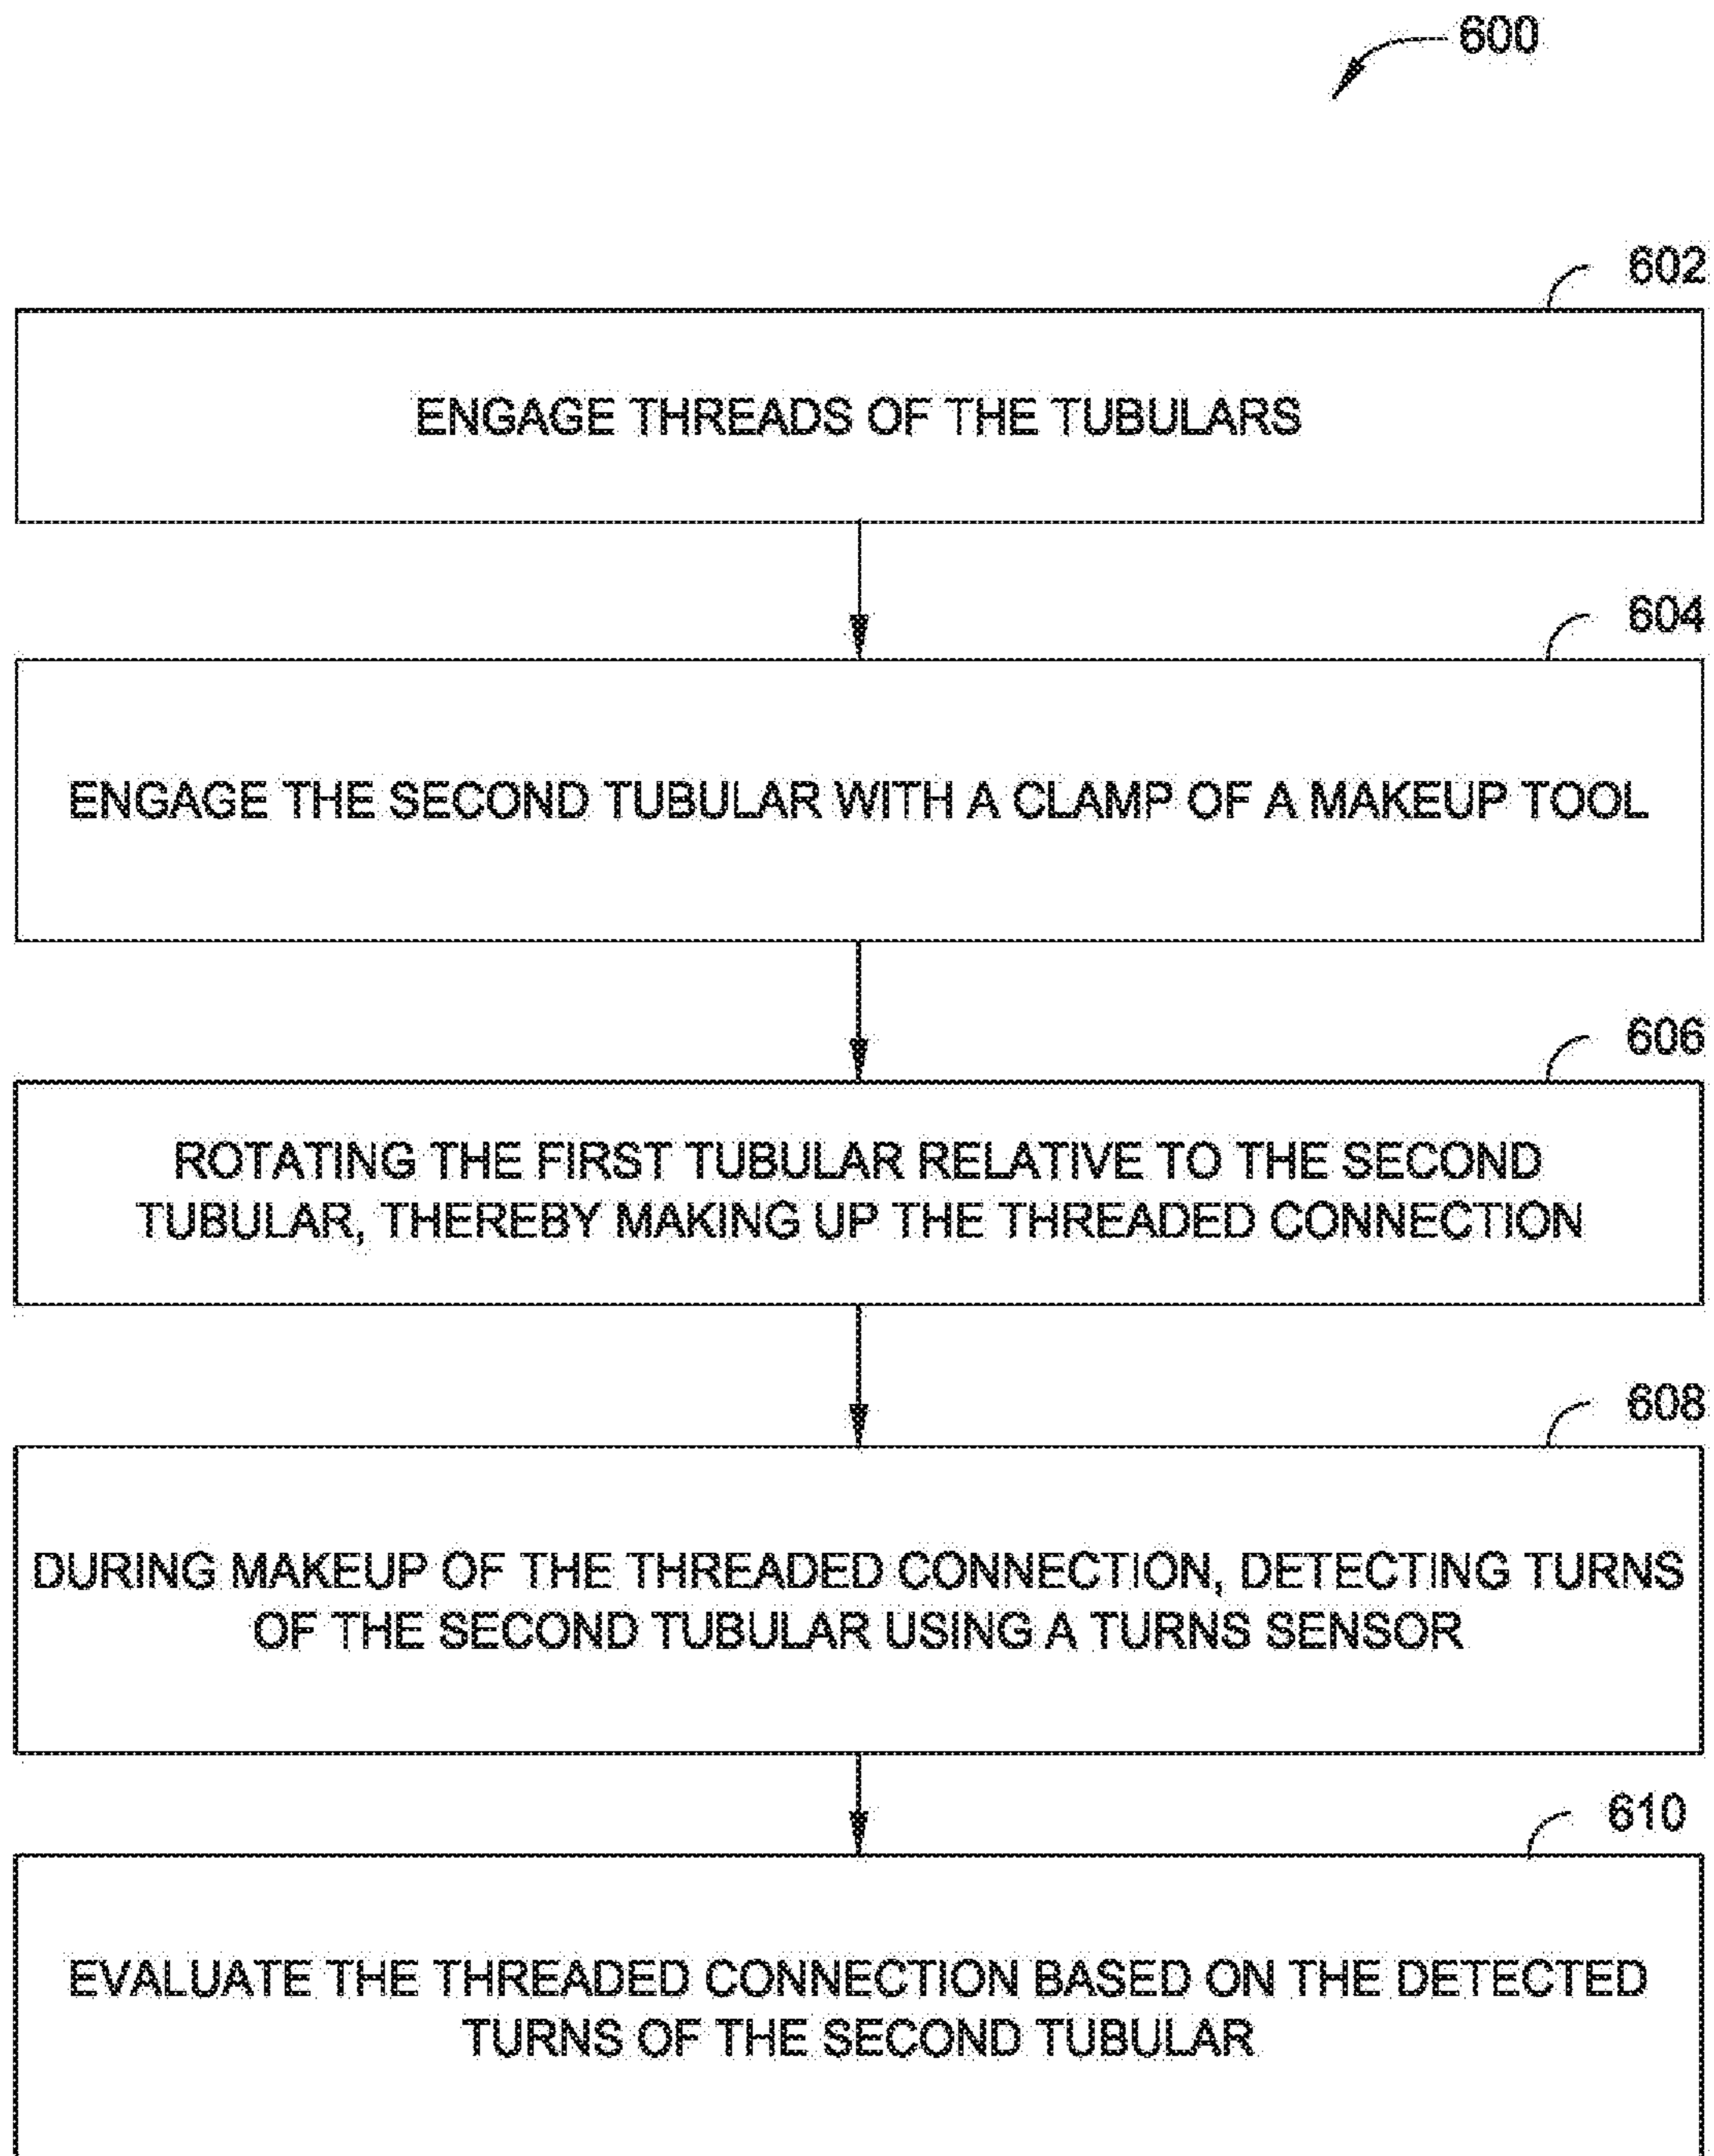 600
602
ENGAGE THREADS OF THE TUBULARS
604
ENGAGE THE SECOND TUBULAR WITH A CLAMP OF A MAKEUP TOOL
606
ROTATING THE FIRST TUBULAR RELATIVE TO THE SECOND
TUBULAR, THEREBY MAKING UP THE THREADED CONNECTION
608
DURING MAKEUP OF THE THREADED CONNECTION, DETECTING TURNS
OF THE SECOND TUBULAR USING A TURNS SENSOR
610
EVALUATE THE THREADED CONNECTION BASED ON THE DETECTED
TURNS OF THE SECOND TUBULAR